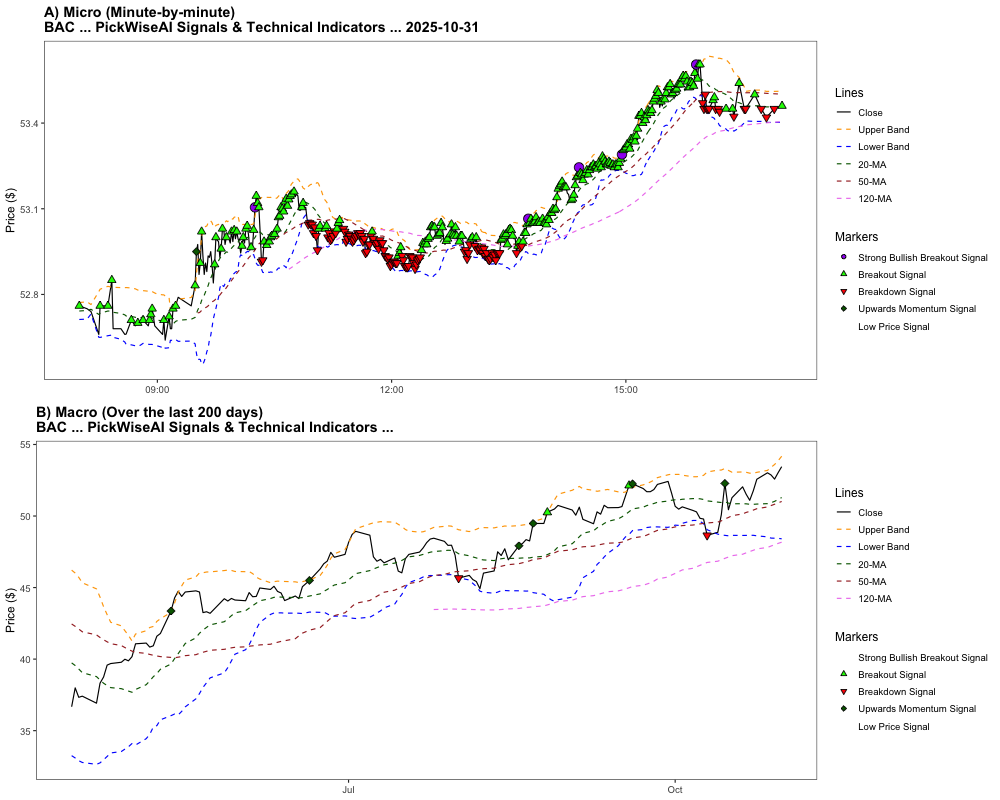 A) Micro (Minute-by-minute)
BAC ... PickWiseAI Signals & Technical Indicators ... 2025-10-31
Price ($)
53.4
53.1
52.8
09:00
12:00
15:00
Lines
Close
Upper Band
Lower Band
20-MA
50-MA
120-MA
Markers
Strong Bullish Breakout Signal
Breakout Signal
Breakdown Signal
Upwards Momentum Signal
Low Price Signal
B) Macro (Over the last 200 days)
BAC ... PickWiseAI Signals & Technical Indicators ...
Price ($)
55
50
45
40
35
Jul
Oct
Lines
Close
Upper Band
Lower Band
20-MA
50-MA
120-MA
Markers
Strong Bullish Breakout Signal
Breakout Signal
Breakdown Signal
Upwards Momentum Signal
Low Price Signal